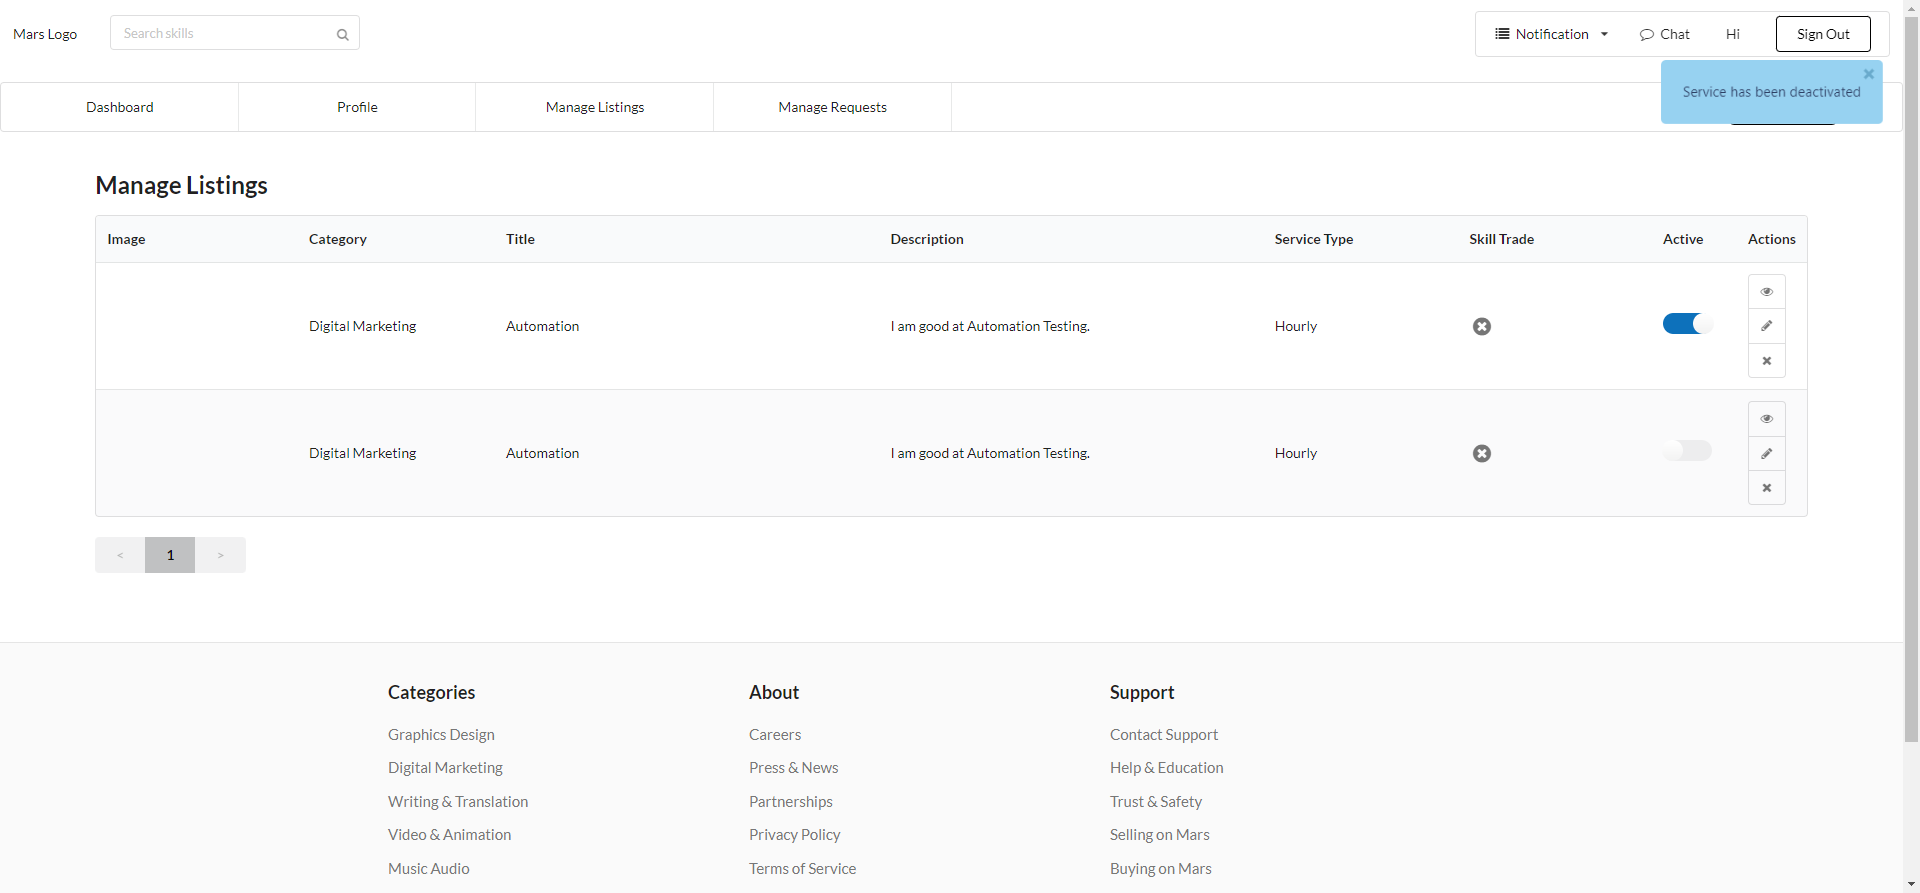 Mars Logo
Search skills
Notification
Chat
Hi
Sign Out
Service has been deactivated
Dashboard
Profile
Manage Listings
Manage Requests
Manage Listings
Image Category Title Description Service Type Skill Trade Active Actions
Digital Marketing Automation I am good at Automation Testing. Hourly
Digital Marketing Automation I am good at Automation Testing. Hourly
< 1 >
Categories
Graphics Design
Digital Marketing
Writing & Translation
Video & Animation
Music Audio
About
Careers
Press & News
Partnerships
Privacy Policy
Terms of Service
Support
Contact Support
Help & Education
Trust & Safety
Selling on Mars
Buying on Mars